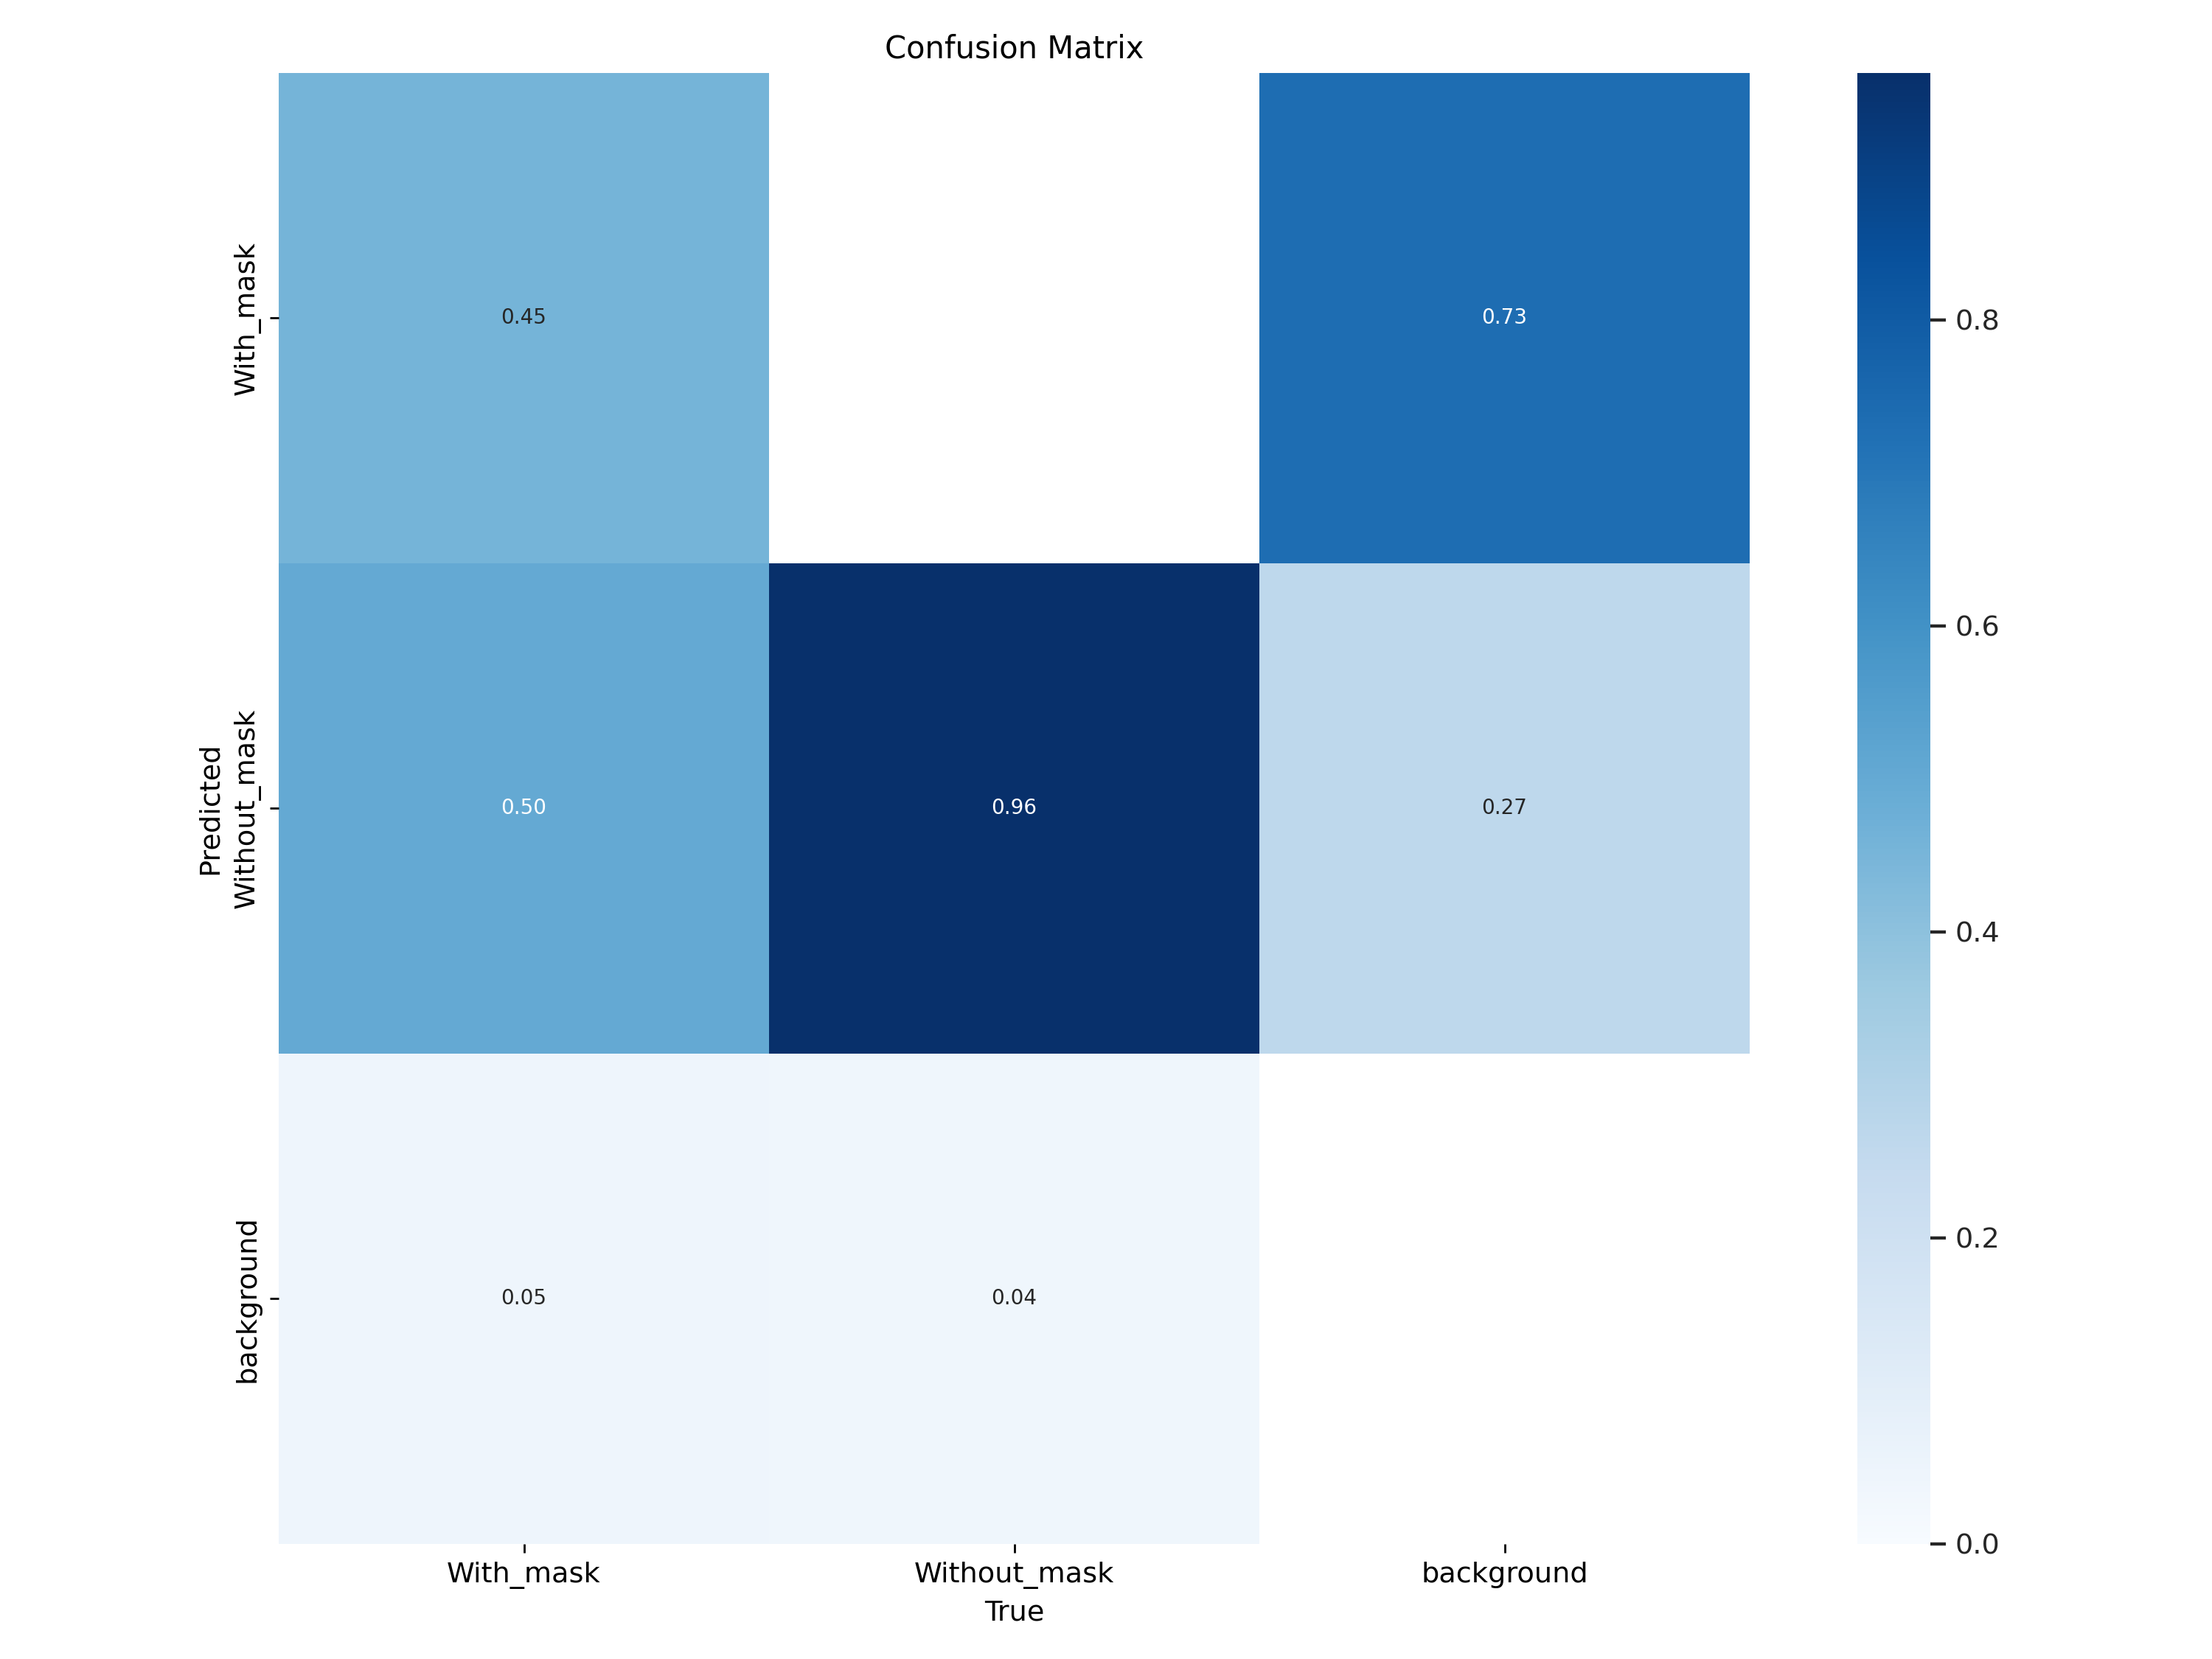 Confusion Matrix
With_mask
0.45
0.73
0.8
0.6
Predicted
Without_mask
0.50
0.96
0.27
0.4
0.2
background
0.05
0.04
0.0
With_mask
Without_mask
background
True